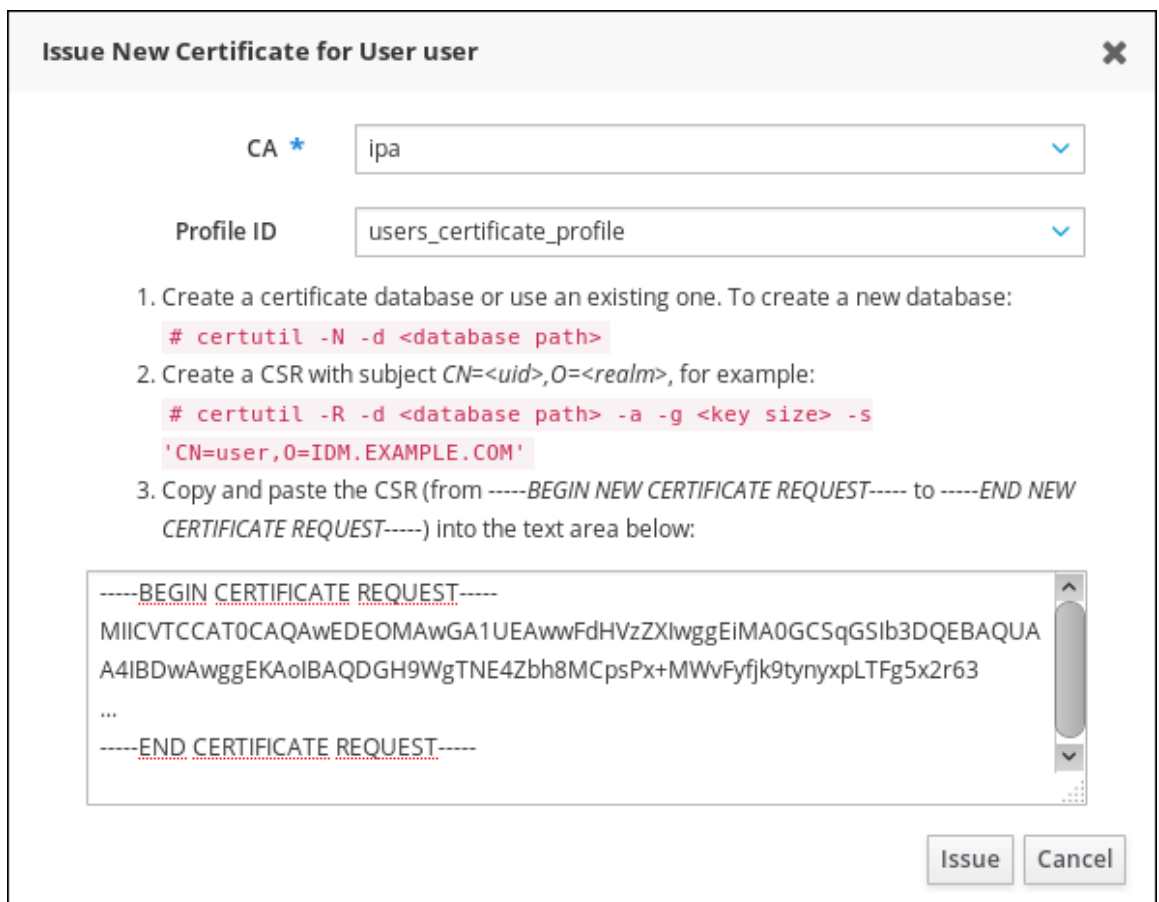 Issue New Certificate for User user
CA *
ipa
Profile ID
users_certificate_profile
1. Create a certificate database or use an existing one. To create a new database:
# certutil -N -d <database path>
2. Create a CSR with subject CN=<uid>,O=<realm>, for example:
# certutil -R -d <database path> -a -g <key size> -s
'CN=user,O=IDM.EXAMPLE.COM'
3. Copy and paste the CSR (from -----BEGIN NEW CERTIFICATE REQUEST----- to -----END NEW
CERTIFICATE REQUEST-----) into the text area below:
-----BEGIN CERTIFICATE REQUEST-----
MIICVTCCAT0CAQAwEDEOMAwGA1UEAwwFdHVzZXIwggEiMA0GCSqGSIb3DQEBAQUA
A4IBDwAwggEKAoIBAQDGH9WgTNE4Zbh8MCpsPx+MWvFyfjk9tynyxpLTFg5x2r63
...
-----END CERTIFICATE REQUEST-----
Issue
Cancel